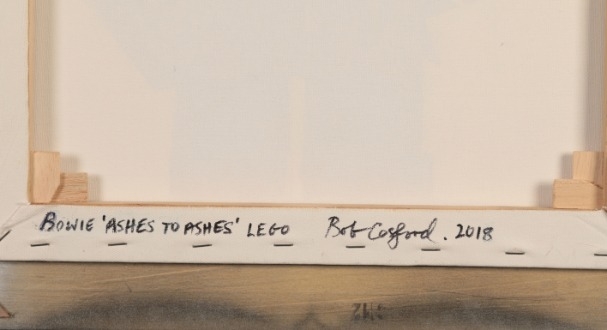 BOWIE 'ASHES TO ASHES' LEGO Bob Cosford. 2018